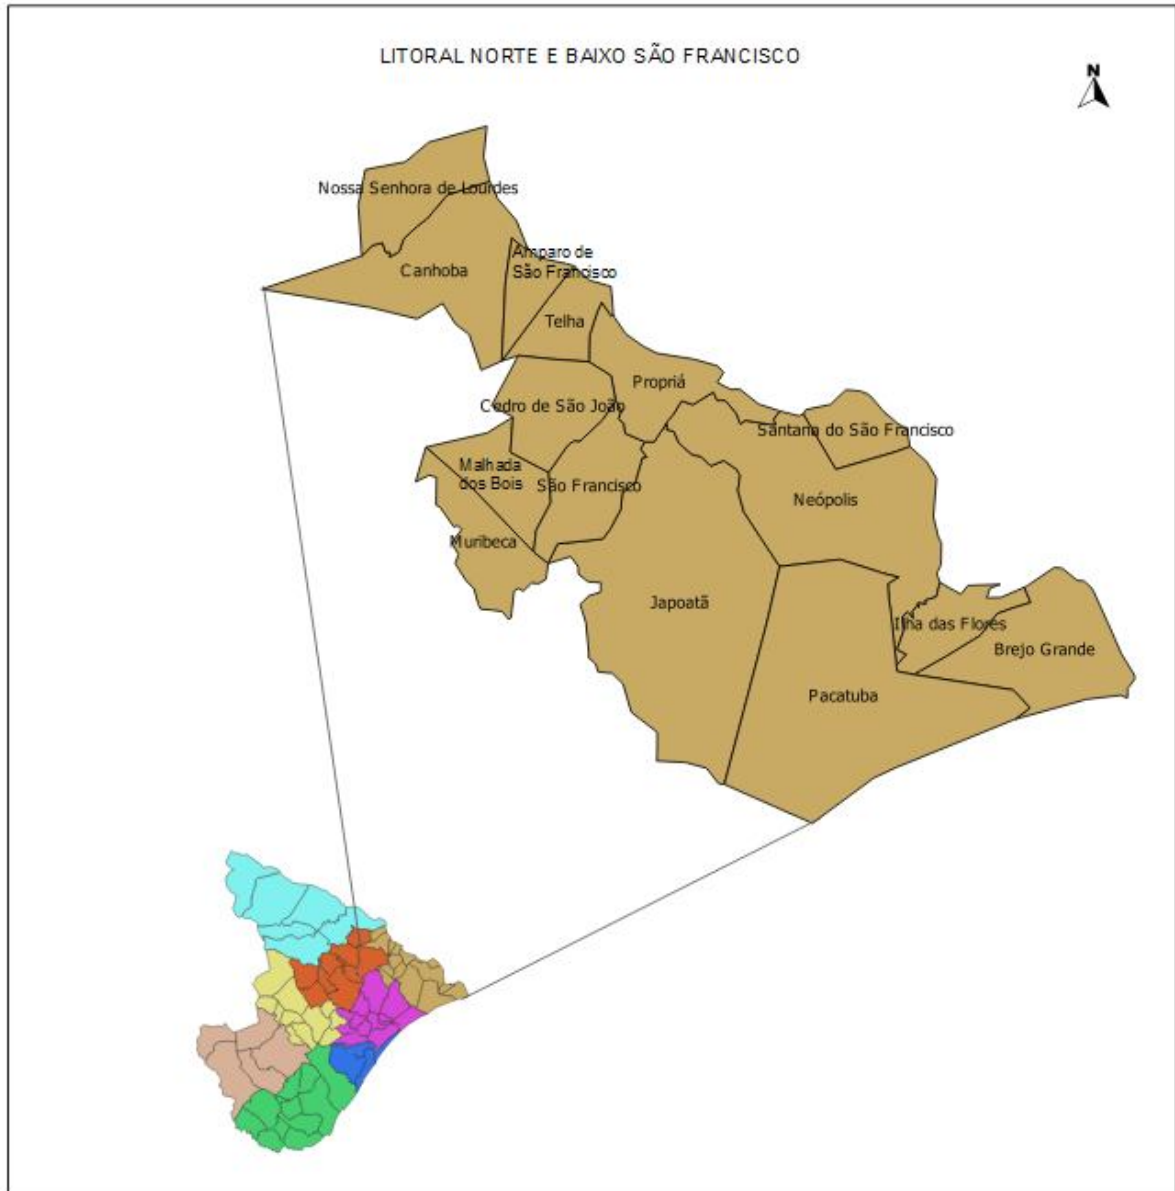 LITORAL NORTE E BAIXO SÃO FRANCISCO
N
Nossa Senhora de Lourdes
Canhoba
Amparo de
São Francisco
Telha
Propriá
Cedro de São João
Santana do São Francisco
Malhada
dos Bois
São Francisco
Neópolis
Muribeca
Japoatã
Ilha das Flores
Brejo Grande
Pacatuba